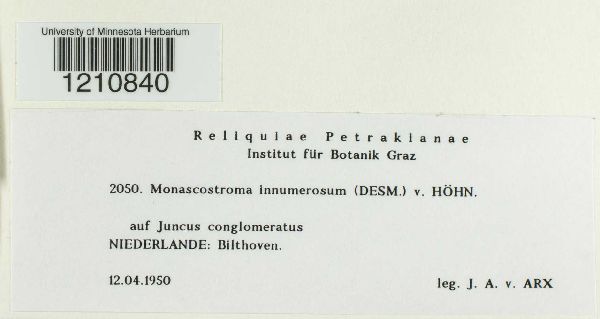 University of Minnesota Herbarium
1210840
Reliquiae Petrakianae
Institut für Botanik Graz
2050. Monascostroma innumerosum (DESM.) v. HÖHN.
auf Juncus conglomeratus
NIEDERLANDE: Bilthoven.
12.04.1950 leg. J. A. v. ARX